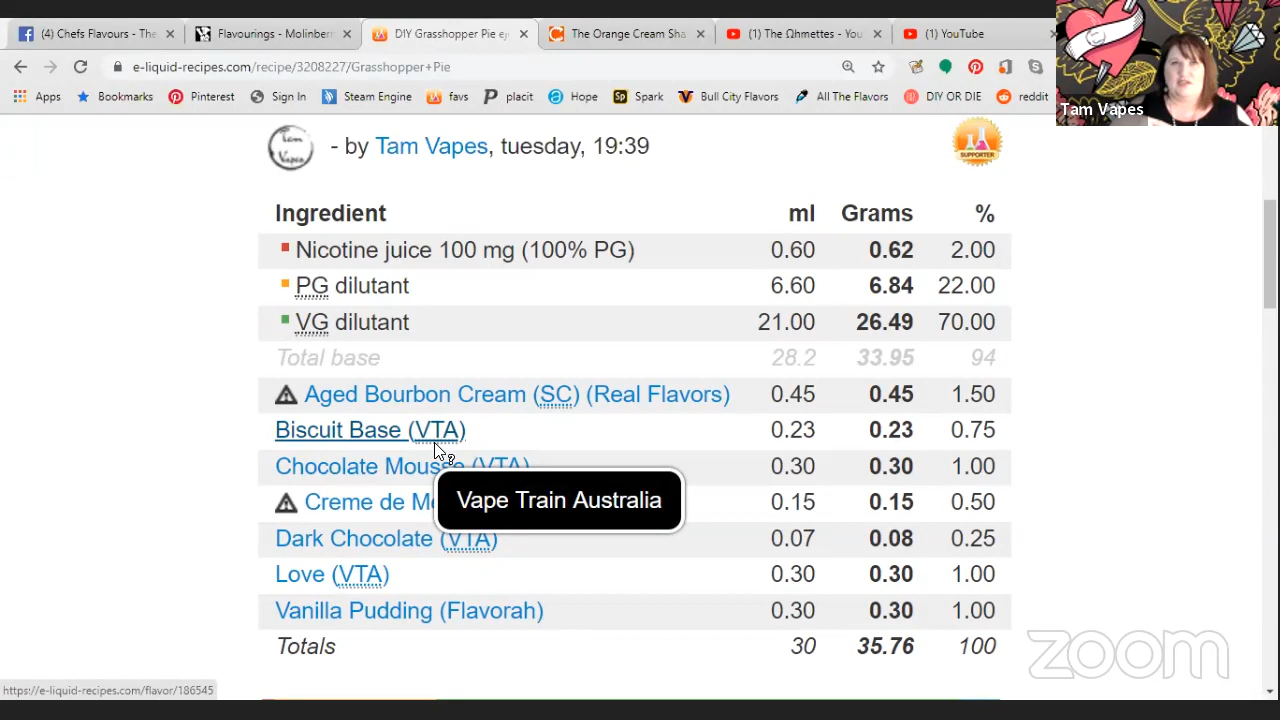 (4) Chefs Flavours - The
Flavourings - Molinberr
DIY Grasshopper Pie ej
The Orange Cream Sha
(1) The Ωhmettes - You
(1) YouTube
e-liquid-recipes.com/recipe/3208227/Grasshopper+Pie
Apps
Bookmarks
Pinterest
Sign In
Steam Engine
favs
placit
Hope
Spark
Bull City Flavors
All The Flavors
DIY OR DIE
reddit
Tam Vapes
Tam
Vapes
- by Tam Vapes, tuesday, 19:39
SUPPORTER
Ingredient ml Grams %
Nicotine juice 100 mg (100% PG) 0.60 0.62 2.00
PG dilutant 6.60 6.84 22.00
VG dilutant 21.00 26.49 70.00
Total base 28.2 33.95 94
Aged Bourbon Cream (SC) (Real Flavors) 0.45 0.45 1.50
Biscuit Base (VTA) 0.23 0.23 0.75
Chocolate Mousse (VTA) 0.30 0.30 1.00
Vape Train Australia
Creme de Me 0.15 0.15 0.50
Dark Chocolate (VTA) 0.07 0.08 0.25
Love (VTA) 0.30 0.30 1.00
Vanilla Pudding (Flavorah) 0.30 0.30 1.00
Totals 30 35.76 100
zoom
https://e-liquid-recipes.com/flavor/186545